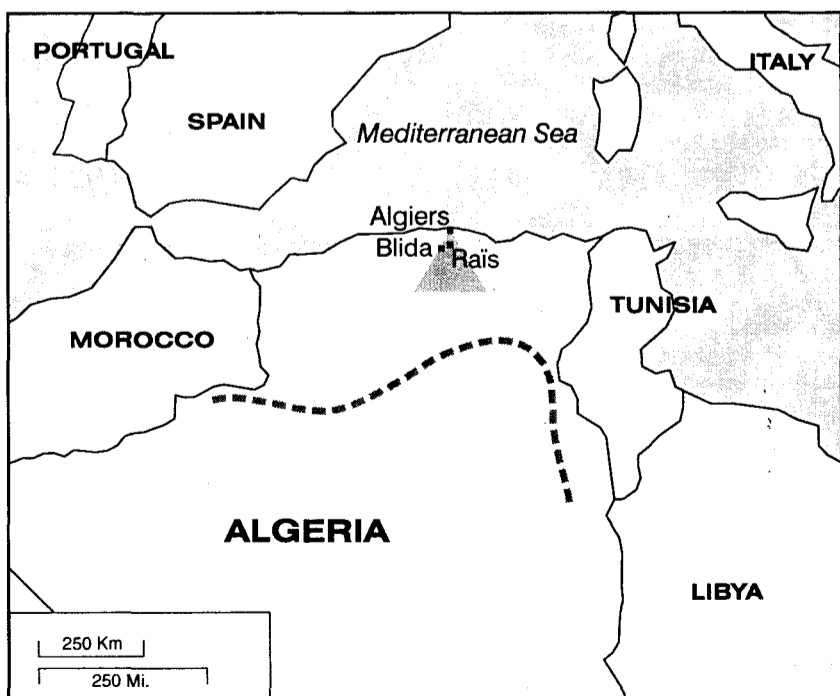 PORTUGAL
ITALY
SPAIN
Mediterranean Sea
Algiers
Blida
Raïs
TUNISIA
MOROCCO
ALGERIA
LIBYA
250 Km
250 Mi.